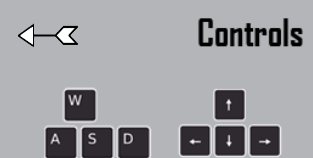 Controls
W ↑
A S D ← ↓ →